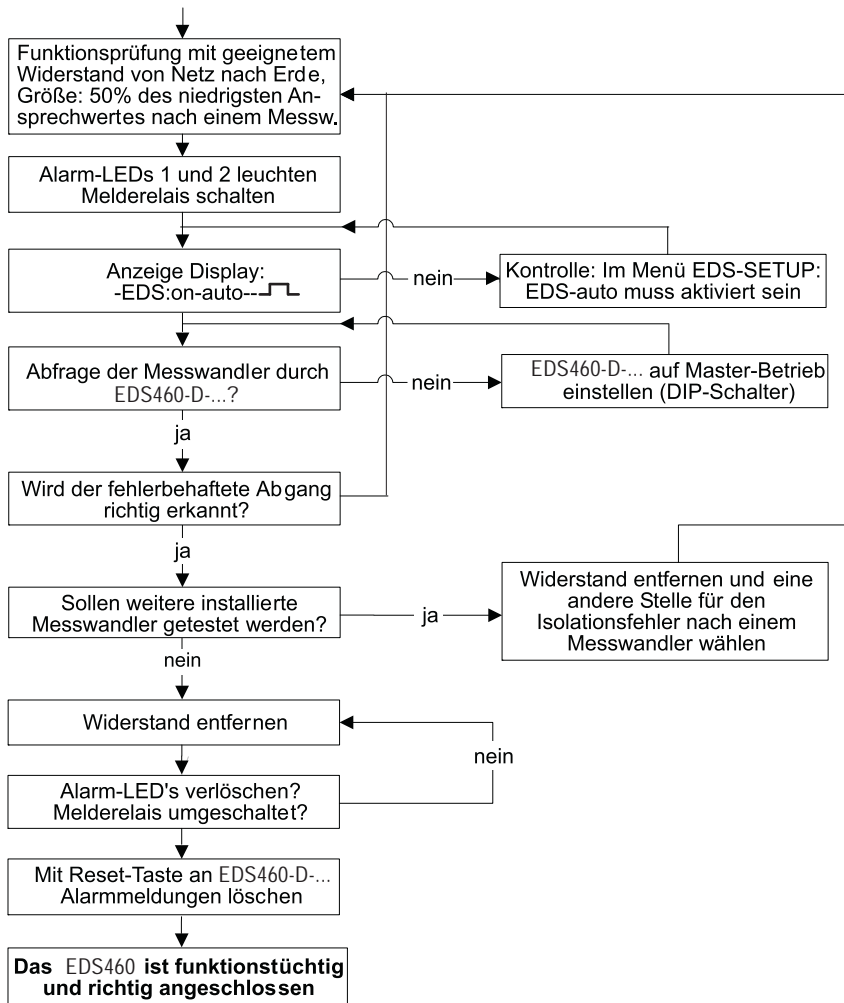 Funktionsprüfung mit geeignetem
Widerstand von Netz nach Erde,
Größe: 50% des niedrigsten An-
sprechwertes nach einem Messw.
Alarm-LEDs 1 und 2 leuchten
Melderelais schalten
Anzeige Display:
-EDS:on-auto--
nein
Kontrolle: Im Menü EDS-SETUP:
EDS-auto muss aktiviert sein
Abfrage der Messwandler durch
EDS460-D-...?
nein
EDS460-D-... auf Master-Betrieb
einstellen (DIP-Schalter)
ja
Wird der fehlerbehaftete Abgang
richtig erkannt?
ja
Sollen weitere installierte
Messwandler getestet werden?
ja
Widerstand entfernen und eine
andere Stelle für den
Isolationsfehler nach einem
Messwandler wählen
nein
Widerstand entfernen
nein
Alarm-LED's verlöschen?
Melderelais umgeschaltet?
Mit Reset-Taste an EDS460-D-...
Alarmmeldungen löschen
Das EDS460 ist funktionstüchtig
und richtig angeschlossen